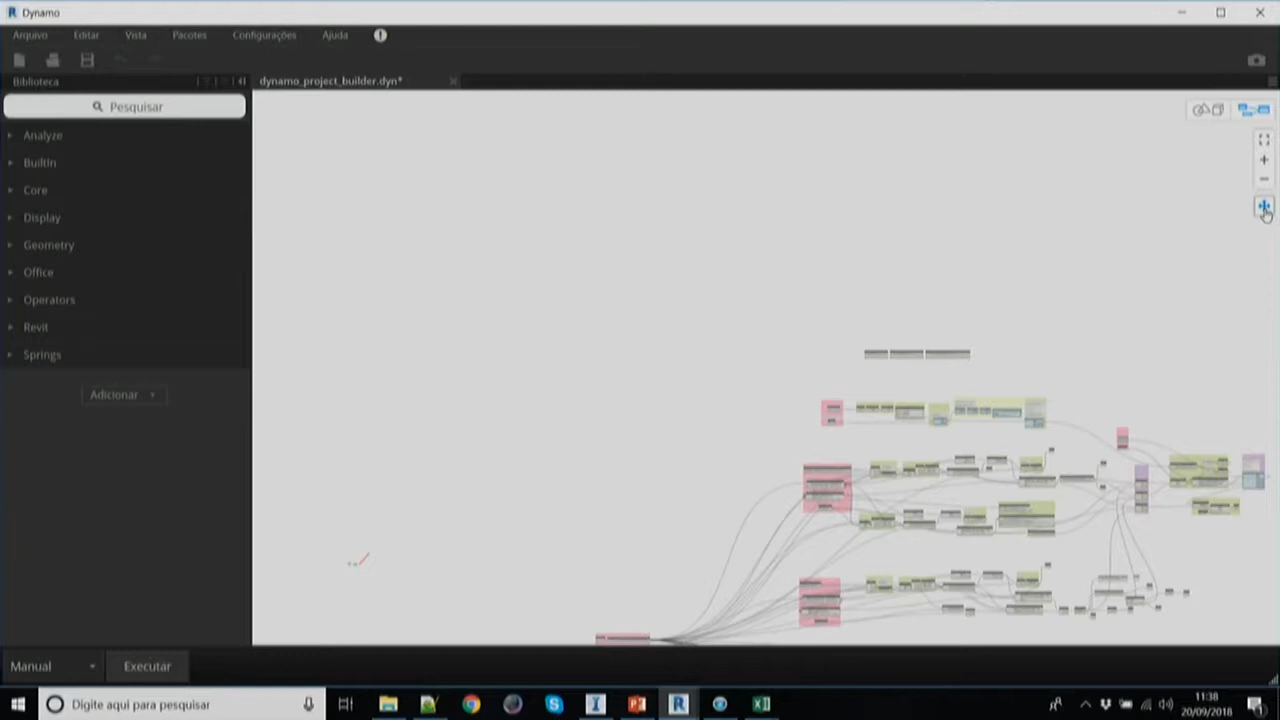 Dynamo
Arquivo Editar Vista Pacotes Configurações Ajuda
Biblioteca
dynamo_project_builder.dyn*
Pesquisar
Analyze
BuiltIn
Core
Display
Geometry
Office
Operators
Revit
Springs
Adicionar
Manual Executar
Digite aqui para pesquisar
11:38
20/09/2018